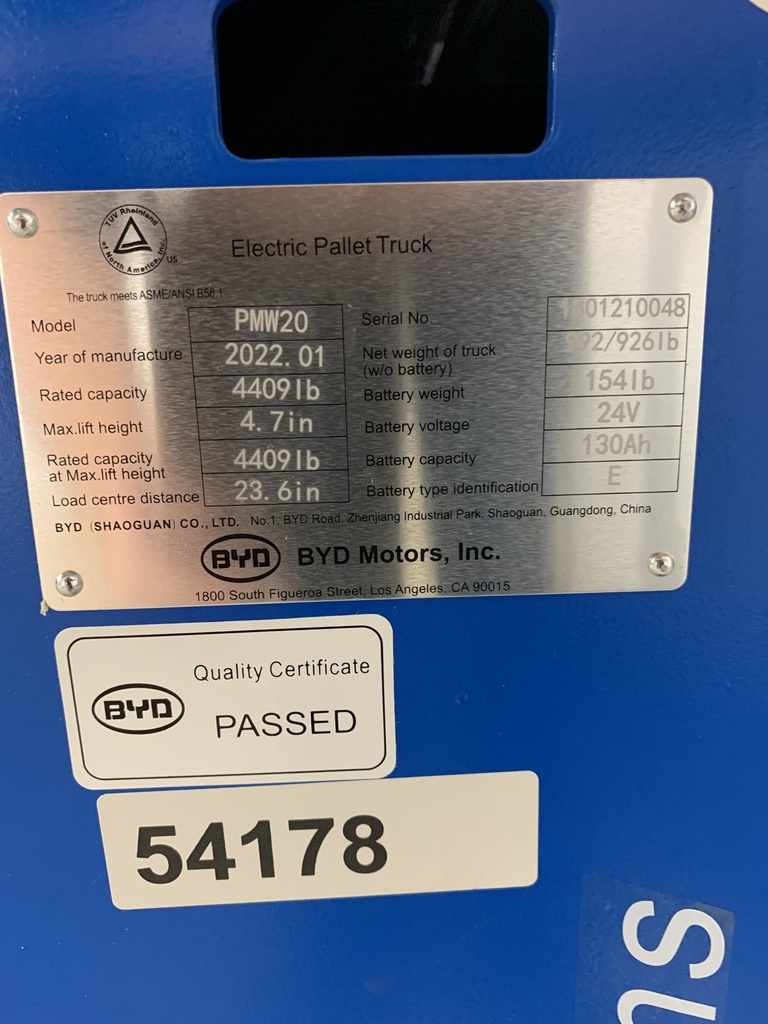 TÜV Rheinland
of North America, Inc.
US
Electric Pallet Truck
The truck meets ASME/ANSI B56.1
Model PMW20
Year of manufacture 2022.01
Rated capacity 4409lb
Max.lift height 4.7in
Rated capacity
at Max.lift height 4409lb
Load centre distance 23.6in
Serial No.
Net weight of truck
(w/o battery)
Battery weight 154lb
Battery voltage 24V
Battery capacity 130Ah
Battery type identification E
BYD (SHAOGUAN) CO., LTD. No.1, BYD Road, Zhenjiang Industrial Park, Shaoguan, Guangdong, China
BYD BYD Motors, Inc.
1800 South Figueroa Street, Los Angeles, CA 90015
BYD
Quality Certificate
PASSED
54178